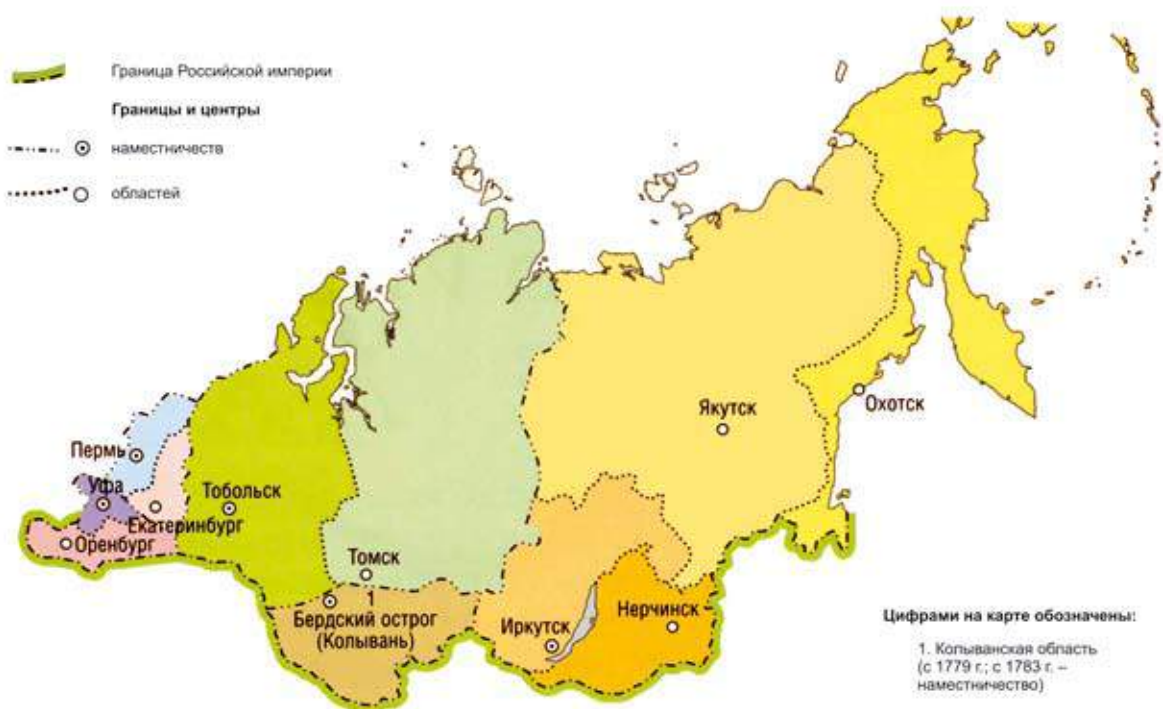 Граница Российской империи
Границы и центры
наместничеств
областей
Пермь
Уфа
Екатеринбург
Оренбург
Тобольск
Томск
1
Бердский острог
(Колывань)
Иркутск
Нерчинск
Якутск
Охотск
Цифрами на карте обозначены:
1. Колыванская область
(с 1779 г.; с 1783 г. –
наместничество)